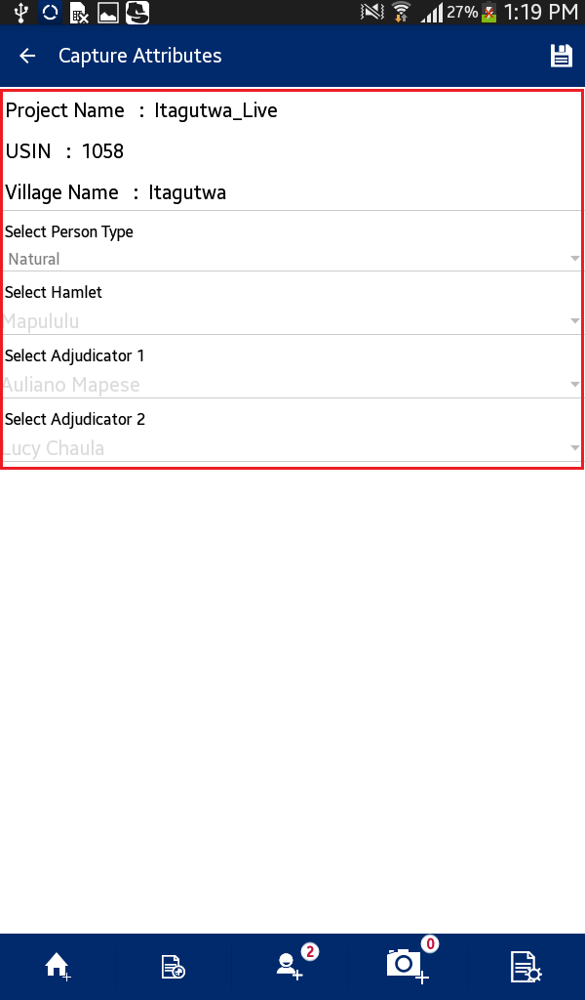 27% 1:19 PM
Capture Attributes
Project Name : Itagutwa_Live
USIN : 1058
Village Name : Itagutwa
Select Person Type
Natural
Select Hamlet
Mapululu
Select Adjudicator 1
Auliano Mapese
Select Adjudicator 2
Lucy Chaula
2
0